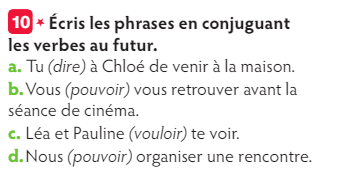 10 * Écris les phrases en conjuguant
les verbes au futur.
a. Tu (dire) à Chloé de venir à la maison.
b. Vous (pouvoir) vous retrouver avant la
séance de cinéma.
c. Léa et Pauline (vouloir) te voir.
d. Nous (pouvoir) organiser une rencontre.